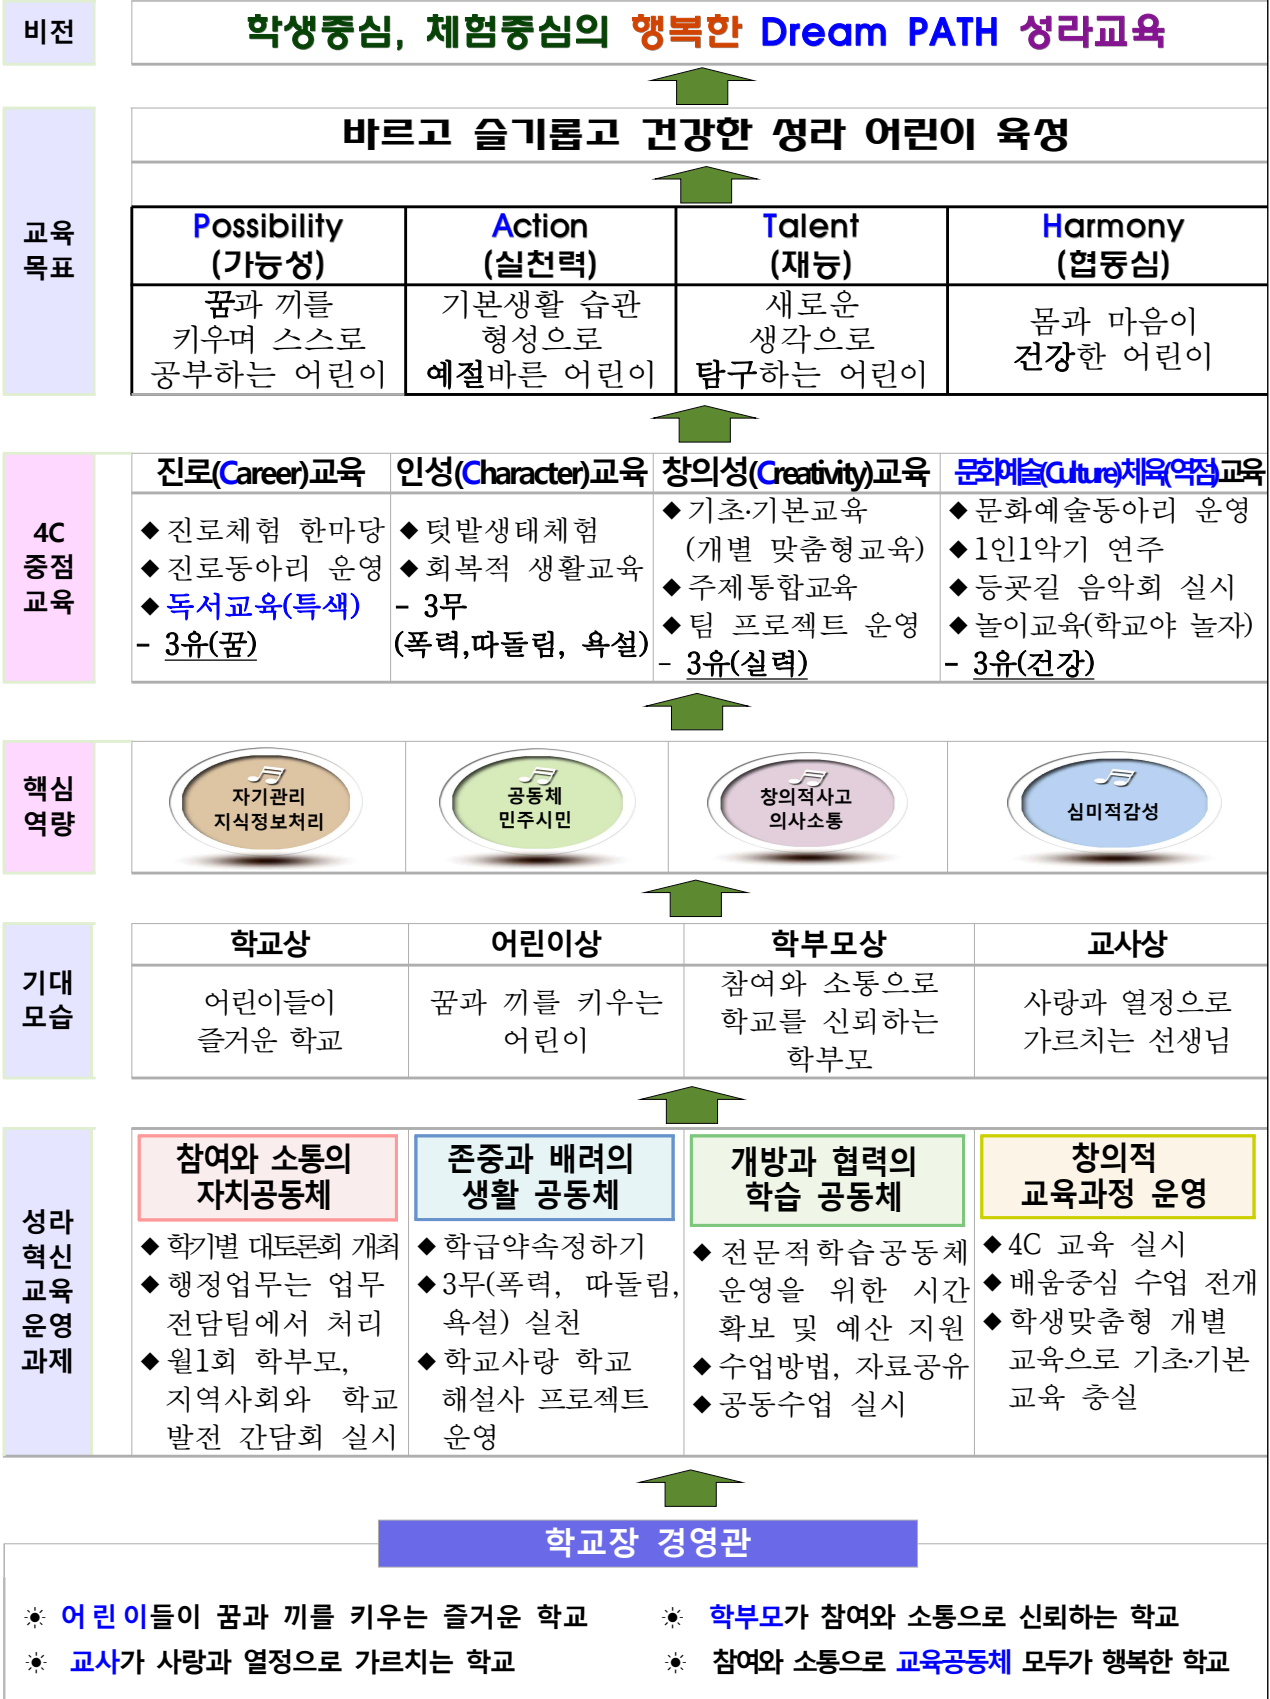 비전
학생중심, 체험중심의 행복한 Dream PATH 성라교육
교육
목표
바르고 슬기롭고 건강한 성라 어린이 육성
Possibility
(가능성)
Action
(실천력)
Talent
(재능)
Harmony
(협동심)
꿈과 끼를
키우며 스스로
공부하는 어린이
기본생활 습관
형성으로
예절바른 어린이
새로운
생각으로
탐구하는 어린이
몸과 마음이
건강한 어린이
4C
중점
교육
진로(Career)교육
◆진로체험 한마당
◆진로동아리 운영
◆독서교육(특색)
- 3유(꿈)
인성(Character)교육
◆텃밭생태체험
◆회복적 생활교육
- 3무
(폭력,따돌림, 욕설)
창의성(Creativity)교육
◆기초·기본교육
(개별 맞춤형교육)
◆주제통합교육
◆팀 프로젝트 운영
- 3유(실력)
문화예술(Culture)체육(역점)교육
◆문화예술동아리 운영
◆1인1악기 연주
◆등굣길 음악회 실시
◆놀이교육(학교야 놀자)
- 3유(건강)
핵심
역량
자기관리
지식정보처리
공동체
민주시민
창의적사고
의사소통
심미적감성
기대
모습
학교상
어린이상
학부모상
교사상
어린이들이
즐거운 학교
꿈과 끼를 키우는
어린이
참여와 소통으로
학교를 신뢰하는
학부모
사랑과 열정으로
가르치는 선생님
성라
혁신
교육
운영
과제
참여와 소통의
자치공동체
◆학기별 대토론회 개최
◆행정업무는 업무
전담팀에서 처리
◆월1회 학부모,
지역사회와 학교
발전 간담회 실시
존중과 배려의
생활 공동체
◆학급약속정하기
◆3무(폭력, 따돌림,
욕설) 실천
◆학교사랑 학교
해설사 프로젝트
운영
개방과 협력의
학습 공동체
◆전문적학습공동체
운영을 위한 시간
확보 및 예산 지원
◆수업방법, 자료공유
◆공동수업 실시
창의적
교육과정 운영
◆4C 교육 실시
◆배움중심 수업 전개
◆학생맞춤형 개별
교육으로 기초·기본
교육 충실
학교장 경영관
☀ 어린이들이 꿈과 끼를 키우는 즐거운 학교
☀ 학부모가 참여와 소통으로 신뢰하는 학교
☀ 교사가 사랑과 열정으로 가르치는 학교
☀ 참여와 소통으로 교육공동체 모두가 행복한 학교